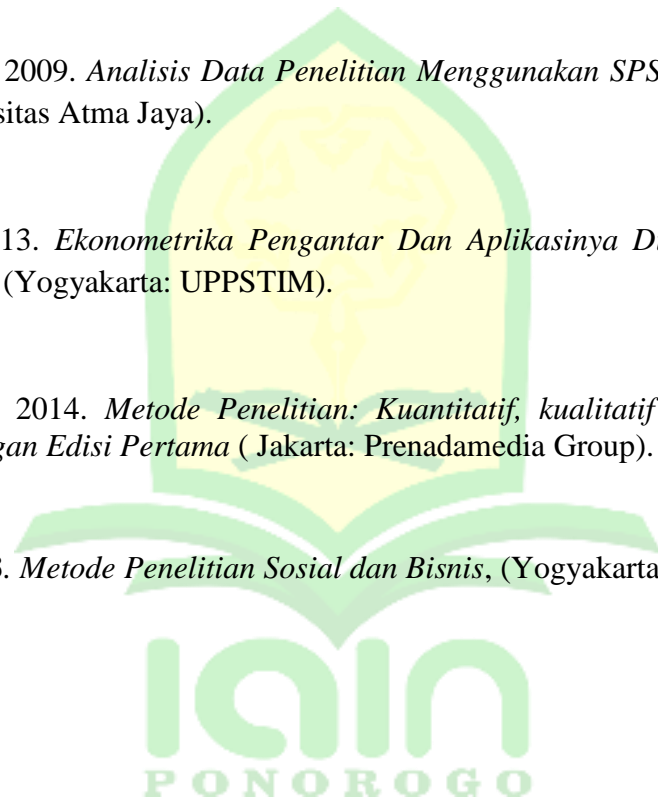 2009. Analisis Data Penelitian Menggunakan SPS
sitas Atma Jaya).
13. Ekonometrika Pengantar Dan Aplikasinya D
(Yogyakarta: UPPSTIM).
2014. Metode Penelitian: Kuantitatif, kualitatif
gan Edisi Pertama ( Jakarta: Prenadamedia Group).
. Metode Penelitian Sosial dan Bisnis, (Yogyakarta
iain
PONOROGO